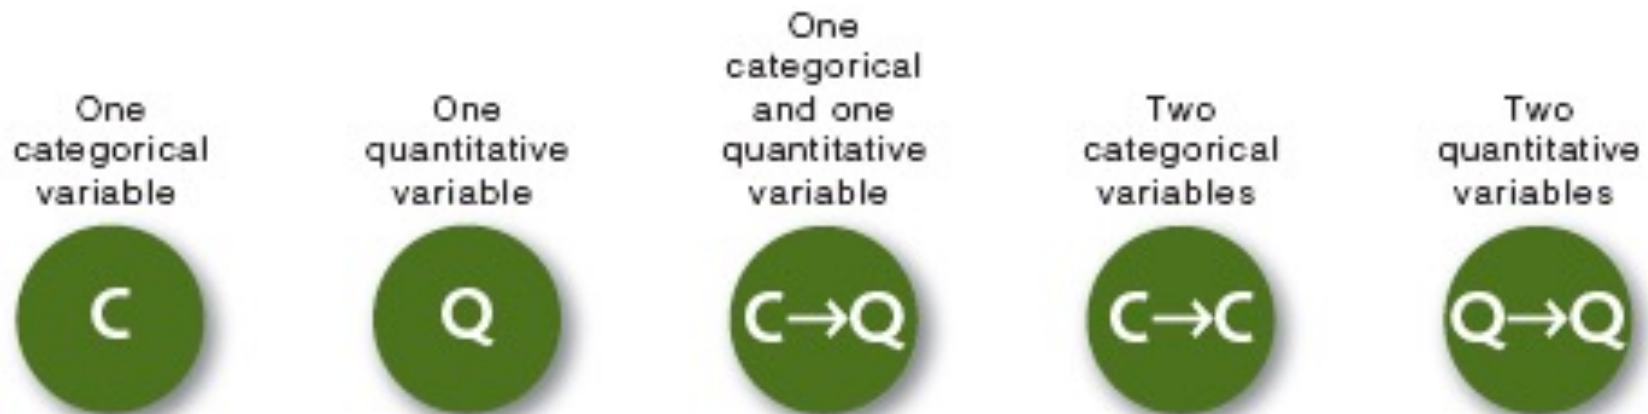 One
categorical
variable
C
One
quantitative
variable
Q
One
categorical
and one
quantitative
variable
C→Q
Two
categorical
variables
C→C
Two
quantitative
variables
Q→Q